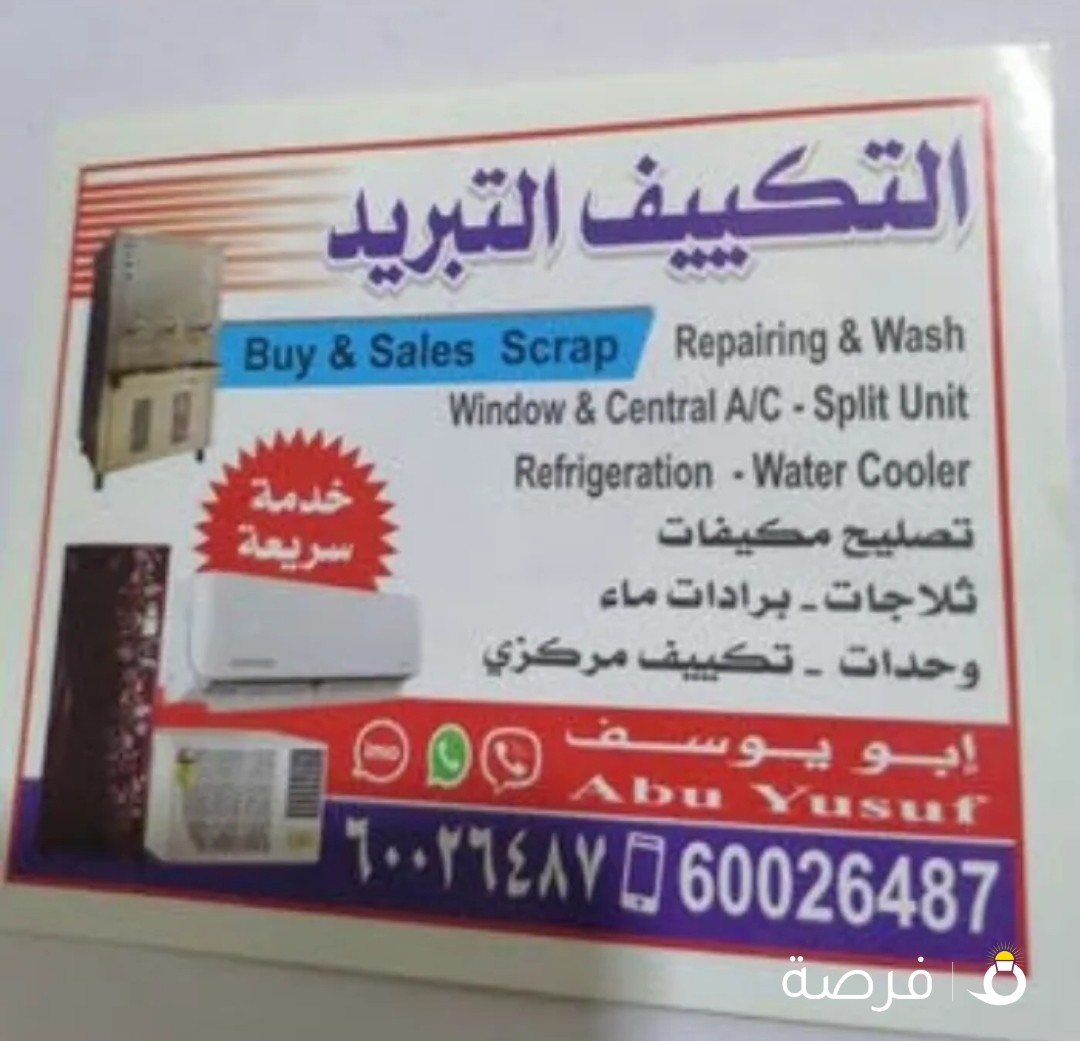 التكييف التبريد
Buy & Sales Scrap
Repairing & Wash
Window & Central A/C - Split Unit
Refrigeration - Water Cooler
خدمة
سريعة
تصليح مكيفات
ثلاجات - برادات ماء
وحدات - تكييف مركزي
imo
إبو يوسف
Abu Yusuf
٦٠٠٢٦٤٨٧
60026487
فرصة